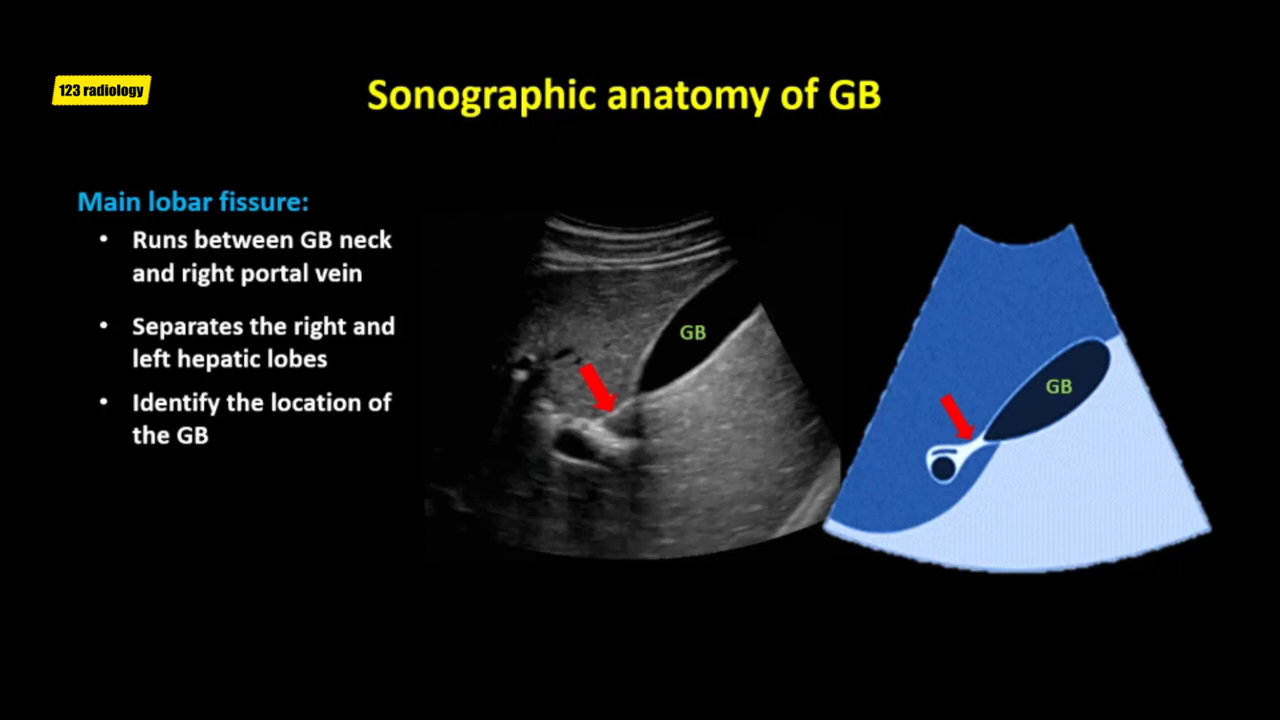 123 radiology
Sonographic anatomy of GB
Main lobar fissure:
• Runs between GB neck
and right portal vein
• Separates the right and
left hepatic lobes
• Identify the location of
the GB
GB
GB